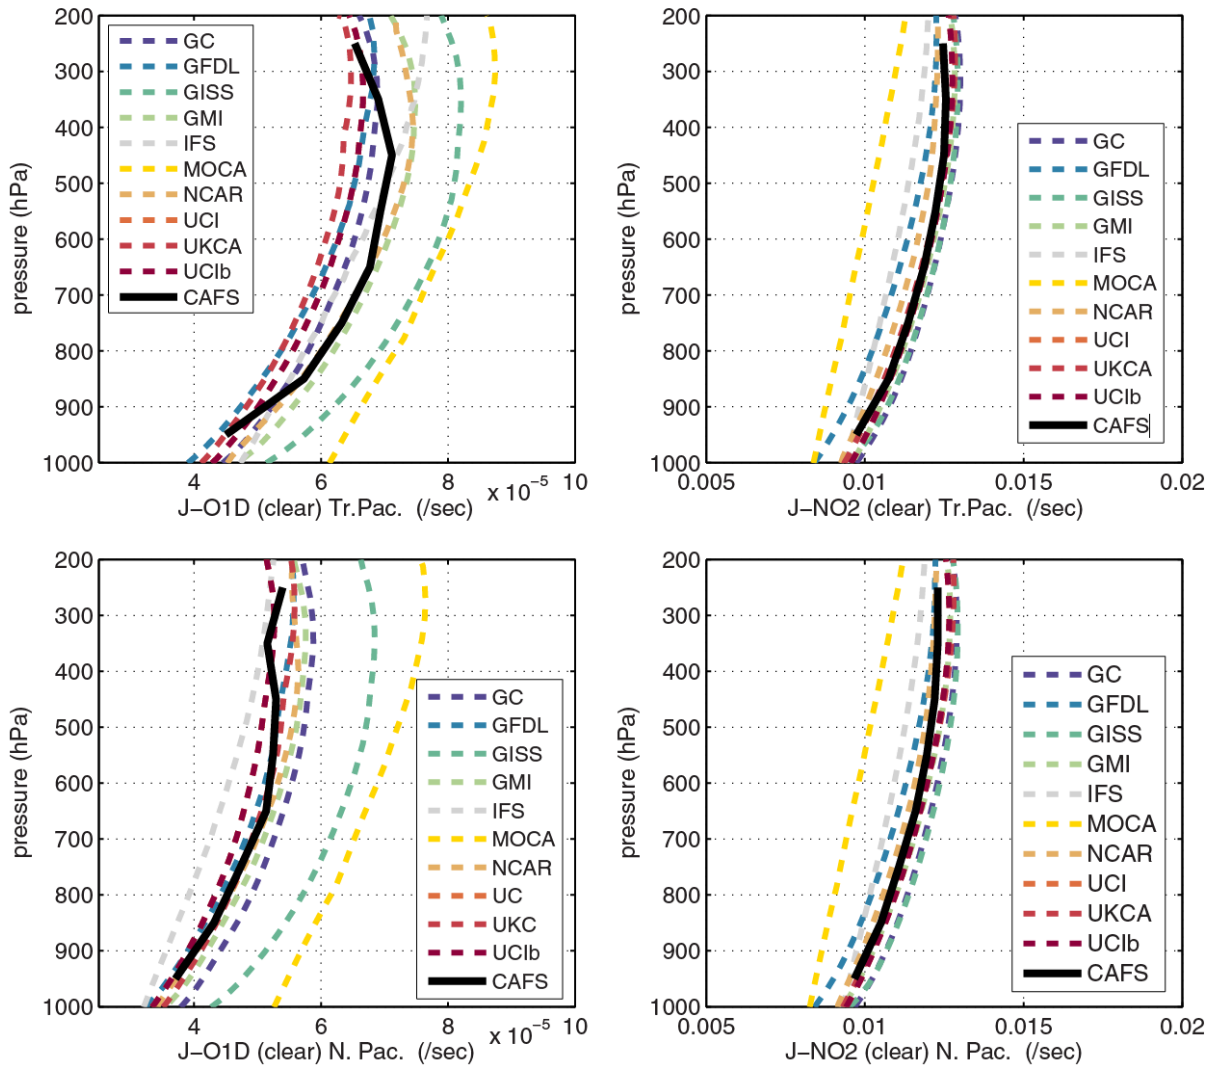 200
300
400
500
600
700
800
900
1000
pressure (hPa)
GC
GFDL
GISS
GMI
IFS
MOCA
NCAR
UCI
UKCA
UCIb
CAFS
4
6
8
10
x 10⁻⁵
J−O1D (clear) Tr.Pac. (/sec)
200
300
400
500
600
700
800
900
1000
pressure (hPa)
GC
GFDL
GISS
GMI
IFS
MOCA
NCAR
UCI
UKCA
UCIb
CAFS
0.005
0.01
0.015
0.02
J−NO2 (clear) Tr.Pac. (/sec)
200
300
400
500
600
700
800
900
1000
pressure (hPa)
GC
GFDL
GISS
GMI
IFS
MOCA
NCAR
UC
UKC
UCIb
CAFS
4
6
8
10
x 10⁻⁵
J−O1D (clear) N. Pac. (/sec)
200
300
400
500
600
700
800
900
1000
pressure (hPa)
GC
GFDL
GISS
GMI
IFS
MOCA
NCAR
UCI
UKCA
UCIb
CAFS
0.005
0.01
0.015
0.02
J−NO2 (clear) N. Pac. (/sec)